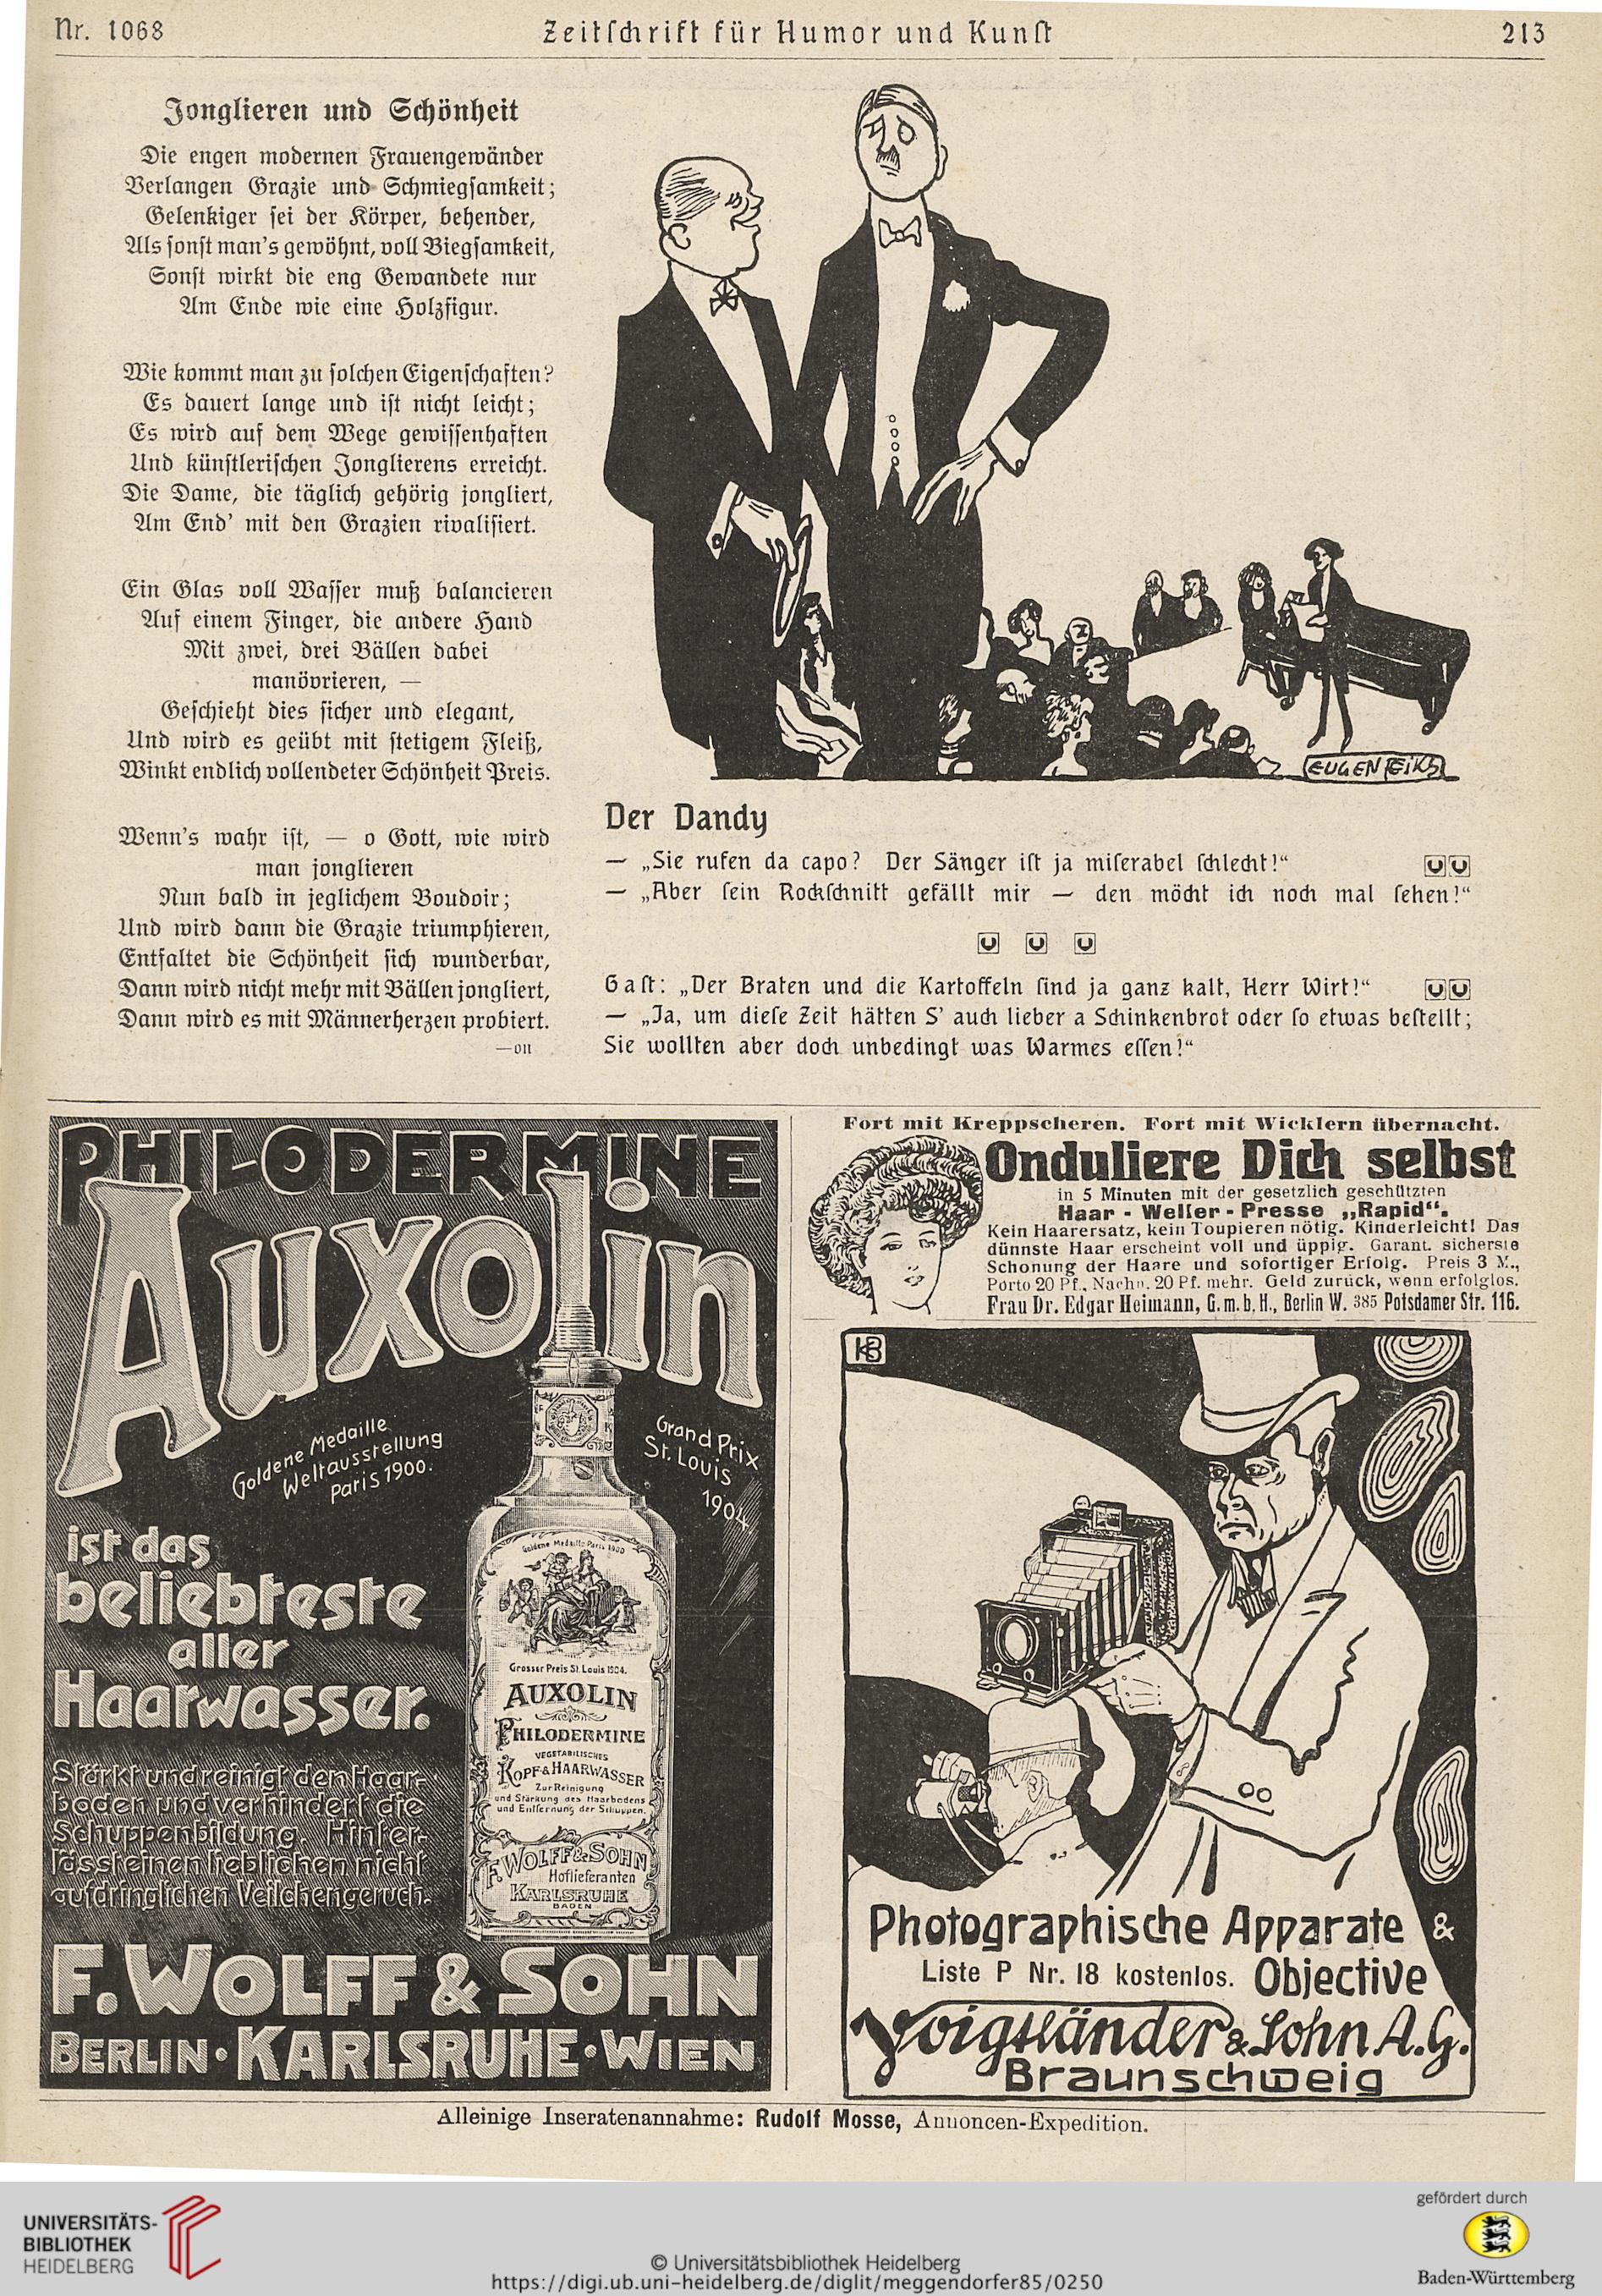 Nr. 1068
Zeitschrift für Humor und Kunst
213
Jonglieren und Schönheit
Die engen modernen Frauengewänder
Verlangen Grazie und Schmiegsamkeit;
Gelenkiger sei der Körper, behender,
Als sonst man's gewöhnt, voll Biegsamkeit,
Sonst wirkt die eng Gewandete nur
Am Ende wie eine Holzfigur.
Wie kommt man zu solchen Eigenschaften?
Es dauert lange und ist nicht leicht;
Es wird auf dem Wege gewissenhaften
Und künstlerischen Jonglierens erreicht.
Die Dame, die täglich gehörig jongliert,
Am End' mit den Grazien rivalisiert.
Ein Glas voll Wasser muß balancieren
Auf einem Finger, die andere Hand
Mit zwei, drei Bällen dabei
manövrieren, —
Geschieht dies sicher und elegant,
Und wird es geübt mit stetigem Fleiß,
Winkt endlich vollendeter Schönheit Preis.
Wenn's wahr ist, — o Gott, wie wird
man jonglieren
Nun bald in jeglichem Boudoir;
Und wird dann die Grazie triumphieren,
Entfaltet die Schönheit sich wunderbar,
Dann wird nicht mehr mit Bällen jongliert,
Dann wird es mit Männerherzen probiert.
—on
EUGEN
Der Dandy
— „Sie rufen da capo? Der Sänger ist ja miserabel schlecht!“
— „Aber sein Rockschnitt gefällt mir — den möcht ich noch mal sehen!“
Gast: „Der Braten und die Kartoffeln sind ja ganz kalt, Herr Wirt!“
— „Ja, um diese Zeit hätten S' auch lieber a Schinkenbrot oder so etwas bestellt;
Sie wollten aber doch unbedingt was Warmes essen!“
PHILODERMINE
Auxolin
Goldene Medaille
Weltausstellung
Paris 1900.
Grand Prix
St. Louis
1904
ist das
beliebteste
aller
Haarwasser.
Stärkt und reinigt den Haar-
boden und verhindert die
Schuppenbildung. Hinter-
lässt einen lieblichen nicht
aufdringlichen Veilchengeruch.
Goldene Medaille Paris 1900
Grosser Preis St. Louis 1904.
AUXOLIN
PHILODERMINE
VEGETABILISCHES
KOPF & HAARWASSER
Zur Reinigung
und Stärkung des Haarbodens
und Entfernung der Schuppen.
F. WOLFF & SOHN
Hoflieferanten
KARLSRUHE
BADEN
F. WOLFF & SOHN
BERLIN · KARLSRUHE · WIEN
Fort mit Kreppscheren. Fort mit Wicklern übernacht.
Onduliere Dich selbst
in 5 Minuten mit der gesetzlich geschützten
Haar - Weller - Presse „Rapid“.
Kein Haarersatz, kein Toupieren nötig. Kinderleicht! Das
dünnste Haar erscheint voll und üppig. Garant. sicherste
Schonung der Haare und sofortiger Erfolg. Preis 3 M.,
Porto 20 Pf., Nachn. 20 Pf. mehr. Geld zurück, wenn erfolglos.
Frau Dr. Edgar Heimann, G.m.b.H., Berlin W. 385 Potsdamer Str. 116.
Photographische Apparate &
Liste P Nr. 18 kostenlos. Objective
Voigtländer & Sohn A.G.
Braunschweig
Alleinige Inseratenannahme: Rudolf Mosse, Annoncen-Expedition.
UNIVERSITÄTS-
BIBLIOTHEK
HEIDELBERG
© Universitätsbibliothek Heidelberg
https://digi.ub.uni-heidelberg.de/diglit/meggendorfer85/0250
gefördert durch
Baden-Württemberg